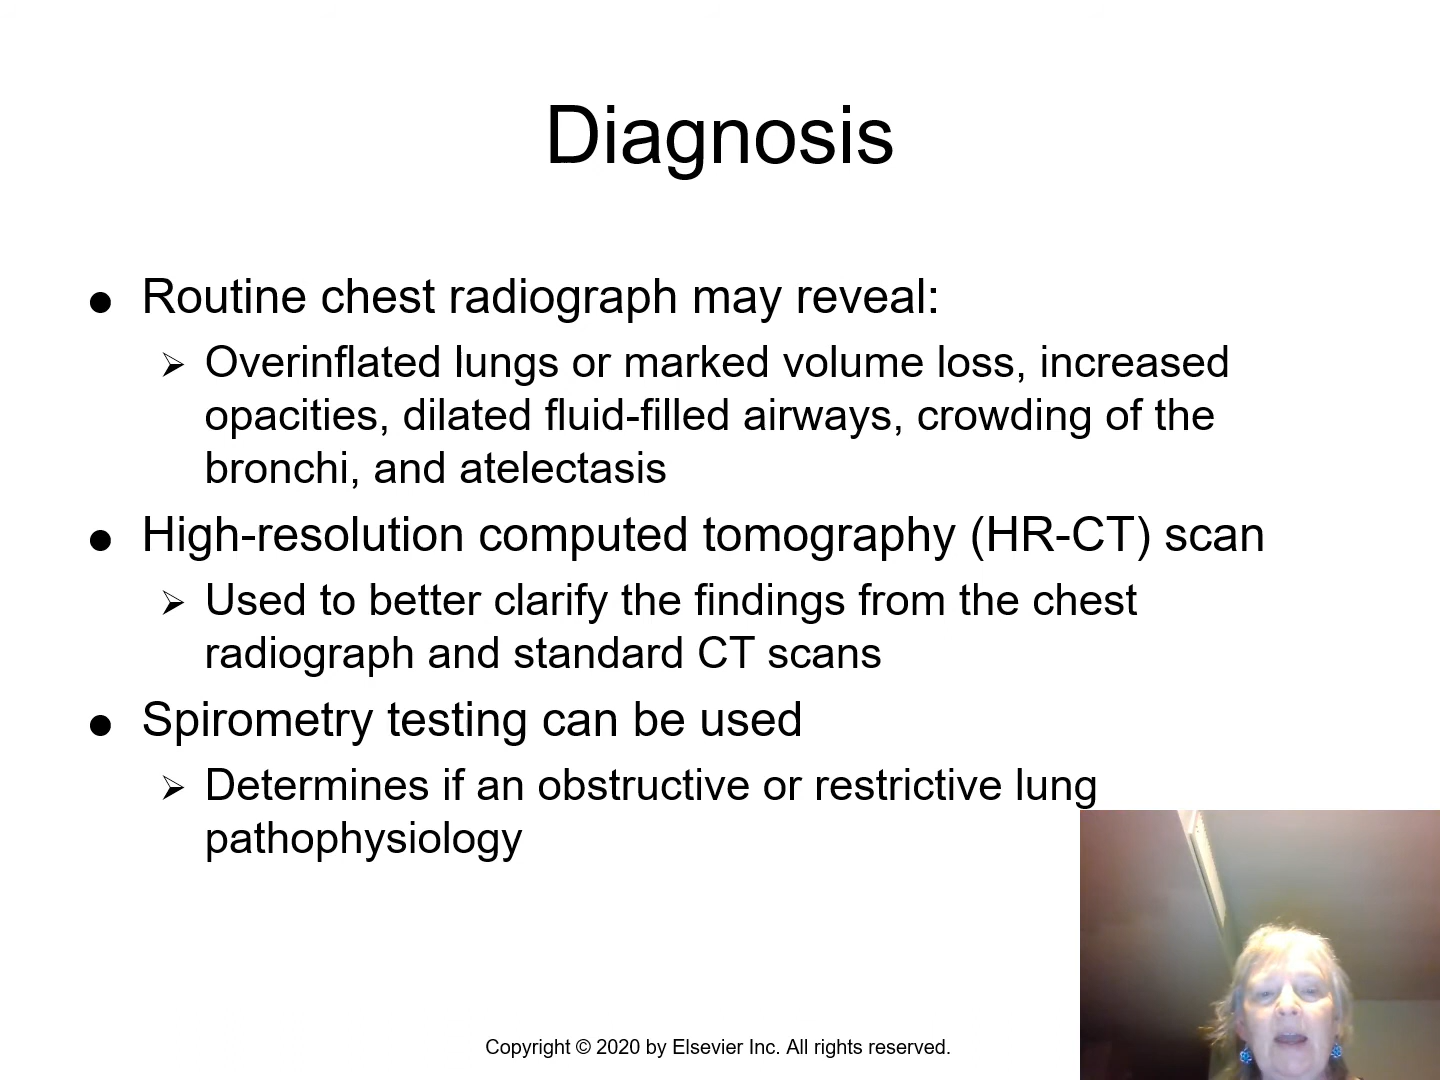 Diagnosis
● Routine chest radiograph may reveal:
➢ Overinflated lungs or marked volume loss, increased
opacities, dilated fluid-filled airways, crowding of the
bronchi, and atelectasis
● High-resolution computed tomography (HR-CT) scan
➢ Used to better clarify the findings from the chest
radiograph and standard CT scans
● Spirometry testing can be used
➢ Determines if an obstructive or restrictive lung
pathophysiology
Copyright © 2020 by Elsevier Inc. All rights reserved.